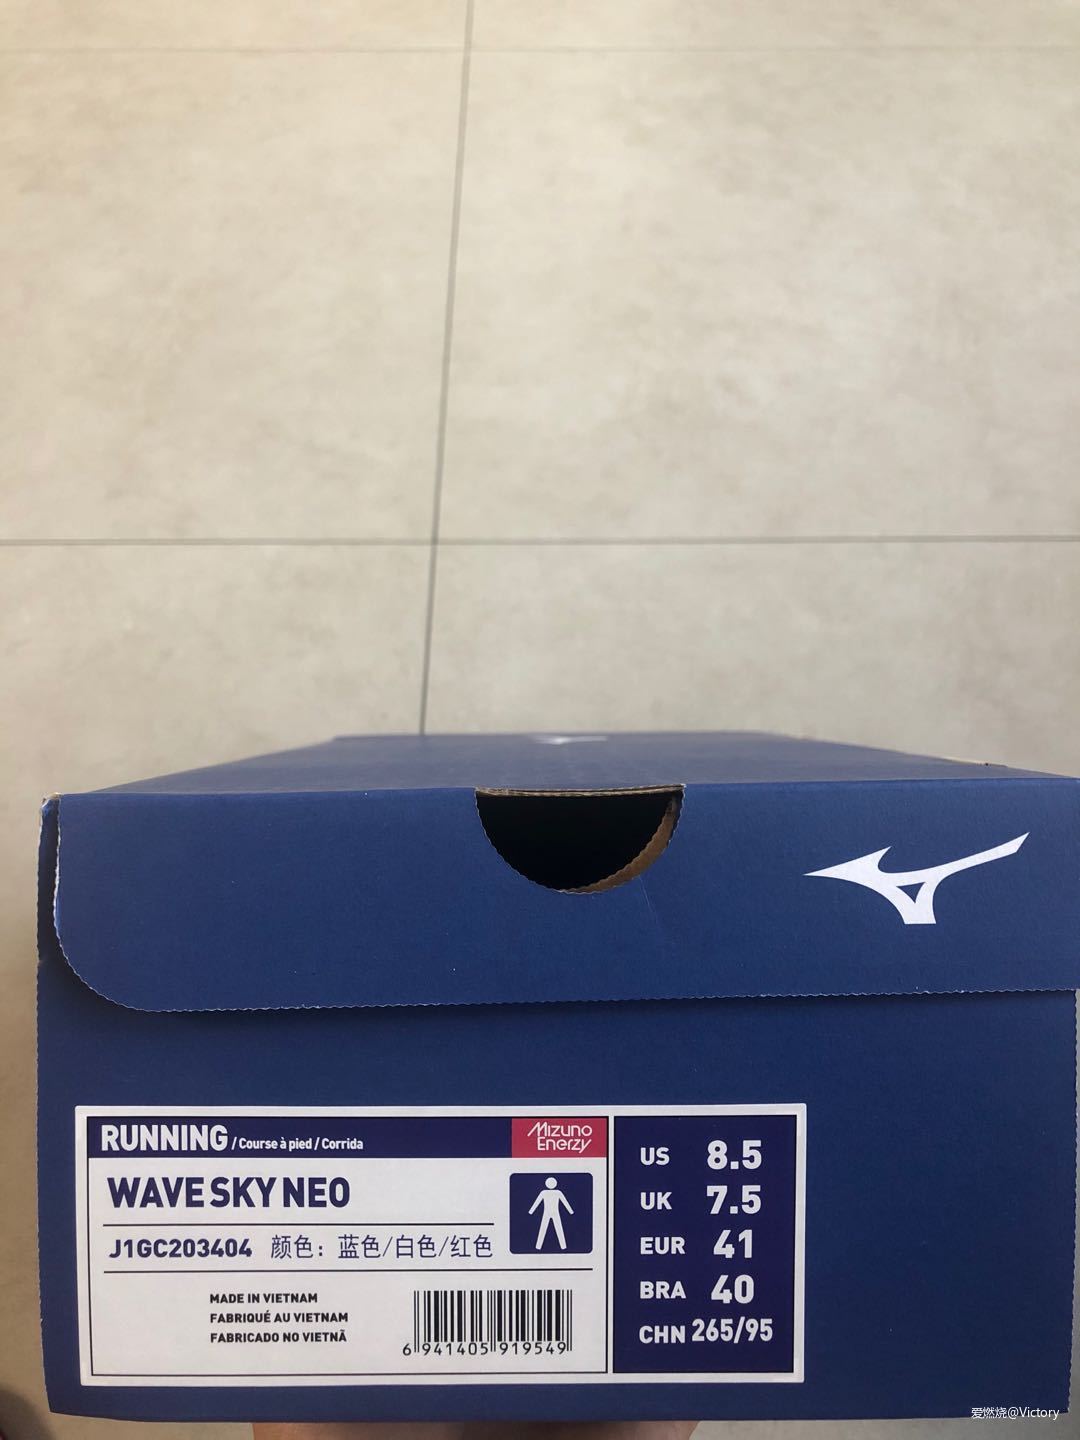 RUNNING / Course à pied / Corrida
Mizuno
Enerzy
WAVE SKY NEO
J1GC203404 颜色：蓝色/白色/红色
MADE IN VIETNAM
FABRIQUÉ AU VIETNAM
FABRICADO NO VIETNÃ
6 941405 919549
US 8.5
UK 7.5
EUR 41
BRA 40
CHN 265/95
爱燃烧@Victory